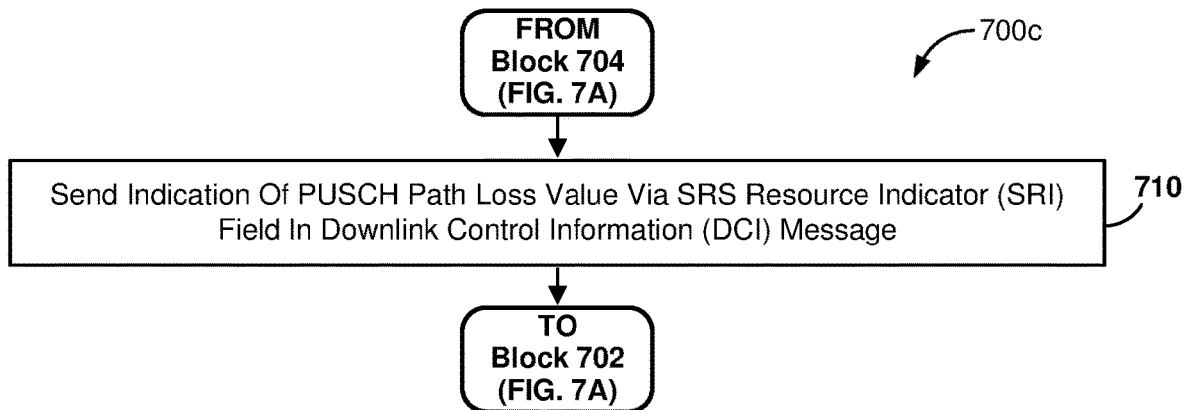 FROM
Block 704
(FIG. 7A)
700c
Send Indication Of PUSCH Path Loss Value Via SRS Resource Indicator (SRI)
Field In Downlink Control Information (DCI) Message
710
TO
Block 702
(FIG. 7A)